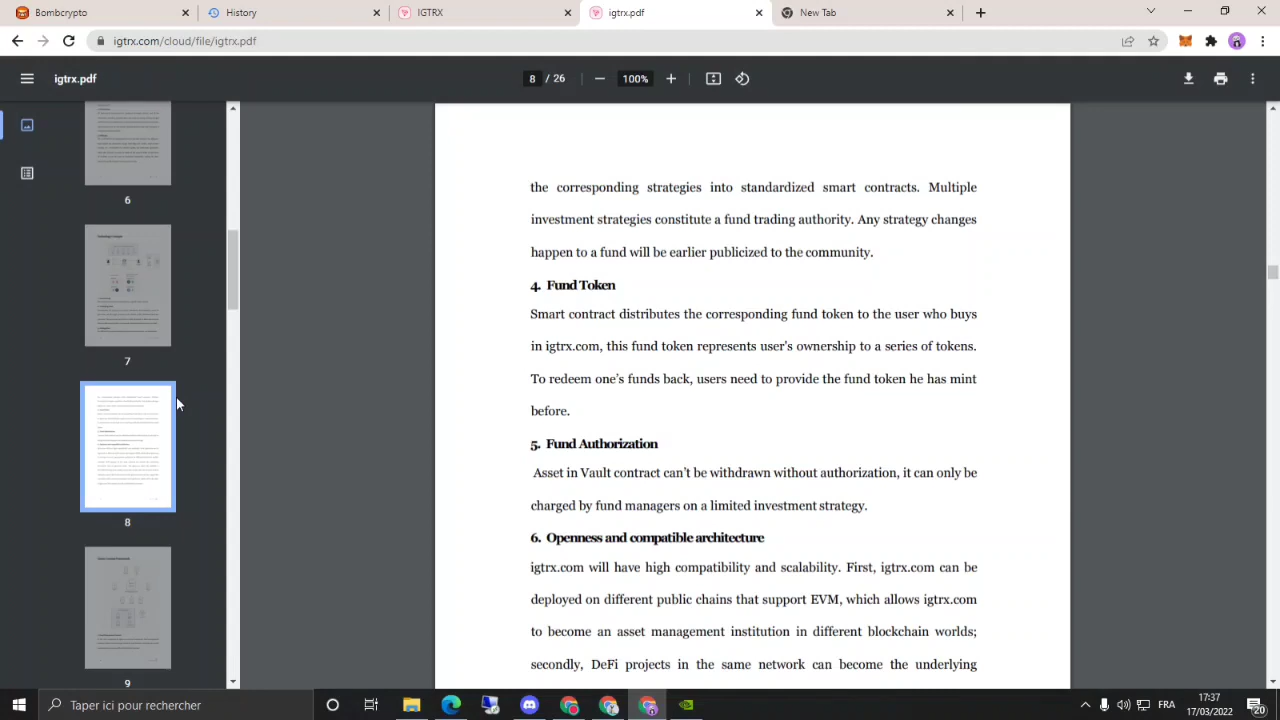 Bombcrypto
History
IGTRX
igtrx.pdf
New Tab
igtrx.com/cloud/file/igtrx.pdf
igtrx.pdf
8 / 26
100%
6
7
8
9
the corresponding strategies into standardized smart contracts. Multiple
investment strategies constitute a fund trading authority. Any strategy changes
happen to a fund will be earlier publicized to the community.
4. Fund Token
Smart contract distributes the corresponding fund token to the user who buys
in igtrx.com, this fund token represents user's ownership to a series of tokens.
To redeem one's funds back, users need to provide the fund token he has mint
before.
5. Fund Authorization
Asset in Vault contract can't be withdrawn without authorization, it can only be
charged by fund managers on a limited investment strategy.
6. Openness and compatible architecture
igtrx.com will have high compatibility and scalability. First, igtrx.com can be
deployed on different public chains that support EVM, which allows igtrx.com
to become an asset management institution in different blockchain worlds;
secondly, DeFi projects in the same network can become the underlying
Taper ici pour rechercher
FRA
17:37
17/03/2022
20